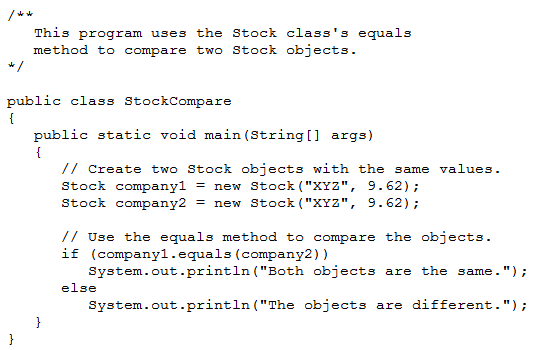 /**
   This program uses the Stock class's equals
   method to compare two Stock objects.
*/

public class StockCompare
{
   public static void main(String[] args)
   {
      // Create two Stock objects with the same values.
      Stock company1 = new Stock("XYZ", 9.62);
      Stock company2 = new Stock("XYZ", 9.62);

      // Use the equals method to compare the objects.
      if (company1.equals(company2))
         System.out.println("Both objects are the same.");
      else
         System.out.println("The objects are different.");
   }
}